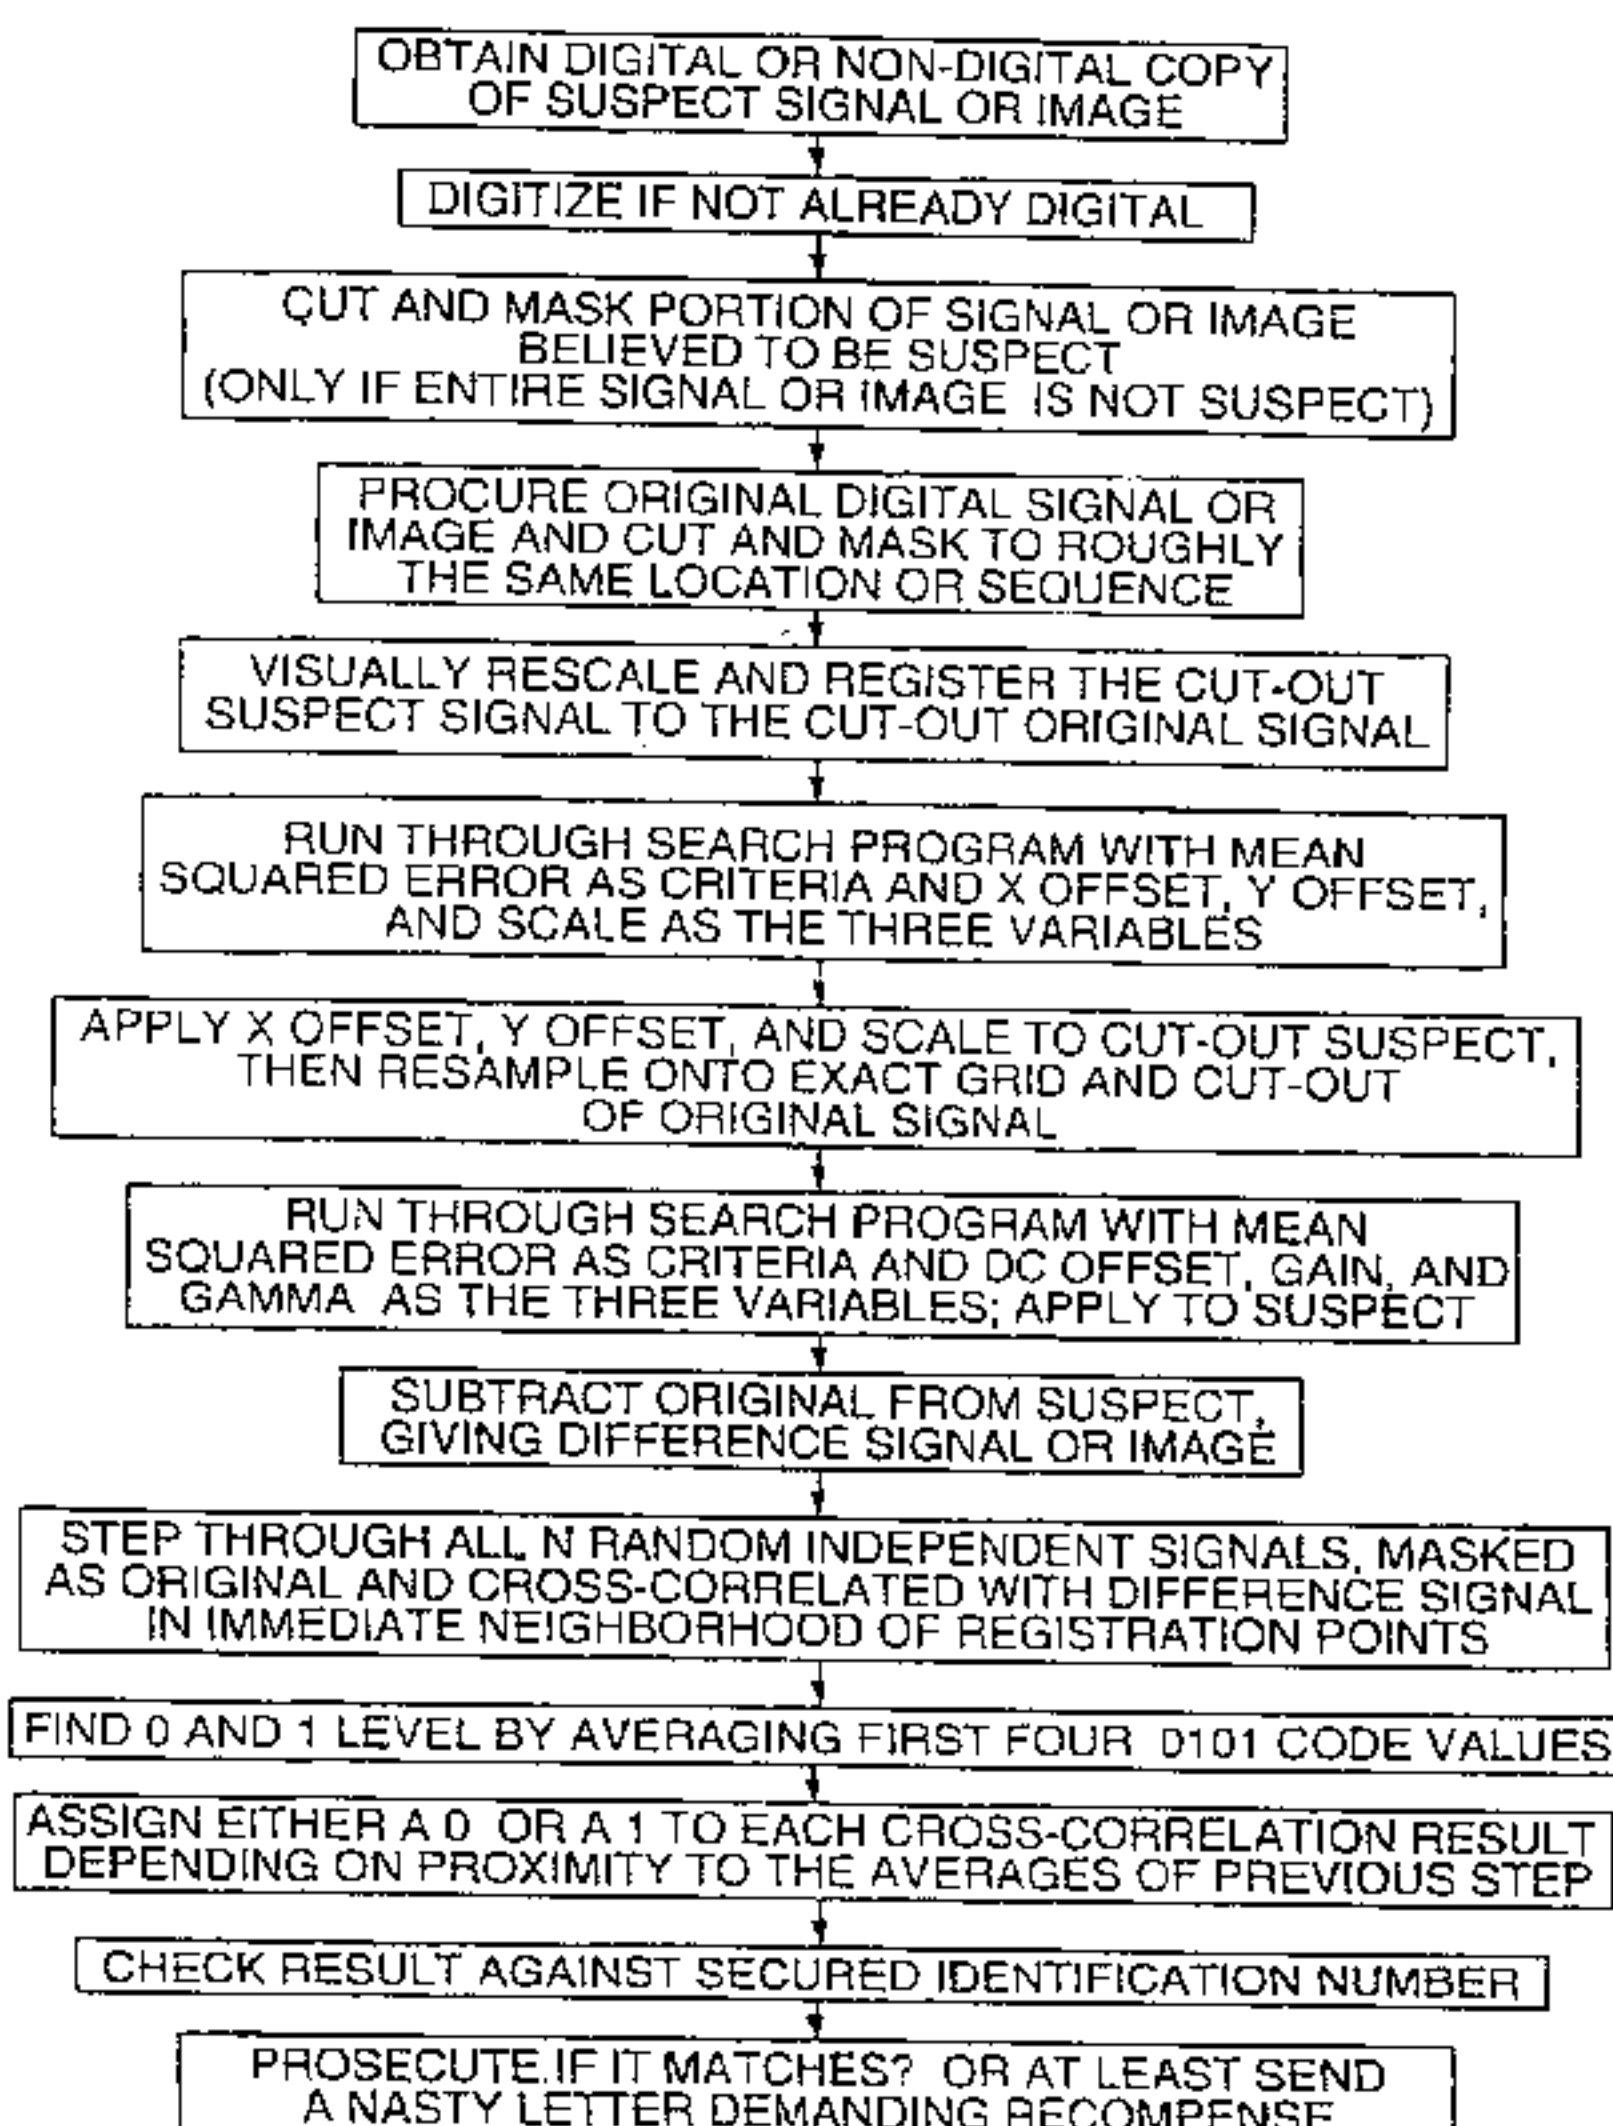 OBTAIN DIGITAL OR NON-DIGITAL COPY
OF SUSPECT SIGNAL OR IMAGE
DIGITIZE IF NOT ALREADY DIGITAL
CUT AND MASK PORTION OF SIGNAL OR IMAGE
BELIEVED TO BE SUSPECT
(ONLY IF ENTIRE SIGNAL OR IMAGE IS NOT SUSPECT)
PROCURE ORIGINAL DIGITAL SIGNAL OR
IMAGE AND CUT AND MASK TO ROUGHLY
THE SAME LOCATION OR SEQUENCE
VISUALLY RESCALE AND REGISTER THE CUT-OUT
SUSPECT SIGNAL TO THE CUT-OUT ORIGINAL SIGNAL
RUN THROUGH SEARCH PROGRAM WITH MEAN
SQUARED ERROR AS CRITERIA AND X OFFSET, Y OFFSET,
AND SCALE AS THE THREE VARIABLES
APPLY X OFFSET, Y OFFSET, AND SCALE TO CUT-OUT SUSPECT,
THEN RESAMPLE ONTO EXACT GRID AND CUT-OUT
OF ORIGINAL SIGNAL
RUN THROUGH SEARCH PROGRAM WITH MEAN
SQUARED ERROR AS CRITERIA AND DC OFFSET, GAIN, AND
GAMMA AS THE THREE VARIABLES; APPLY TO SUSPECT
SUBTRACT ORIGINAL FROM SUSPECT,
GIVING DIFFERENCE SIGNAL OR IMAGE
STEP THROUGH ALL N RANDOM INDEPENDENT SIGNALS, MASKED
AS ORIGINAL AND CROSS-CORRELATED WITH DIFFERENCE SIGNAL
IN IMMEDIATE NEIGHBORHOOD OF REGISTRATION POINTS
FIND 0 AND 1 LEVEL BY AVERAGING FIRST FOUR 0101 CODE VALUES
ASSIGN EITHER A 0 OR A 1 TO EACH CROSS-CORRELATION RESULT
DEPENDING ON PROXIMITY TO THE AVERAGES OF PREVIOUS STEP
CHECK RESULT AGAINST SECURED IDENTIFICATION NUMBER
PROSECUTE IF IT MATCHES? OR AT LEAST SEND
A NASTY LETTER DEMANDING RECOMPENSE